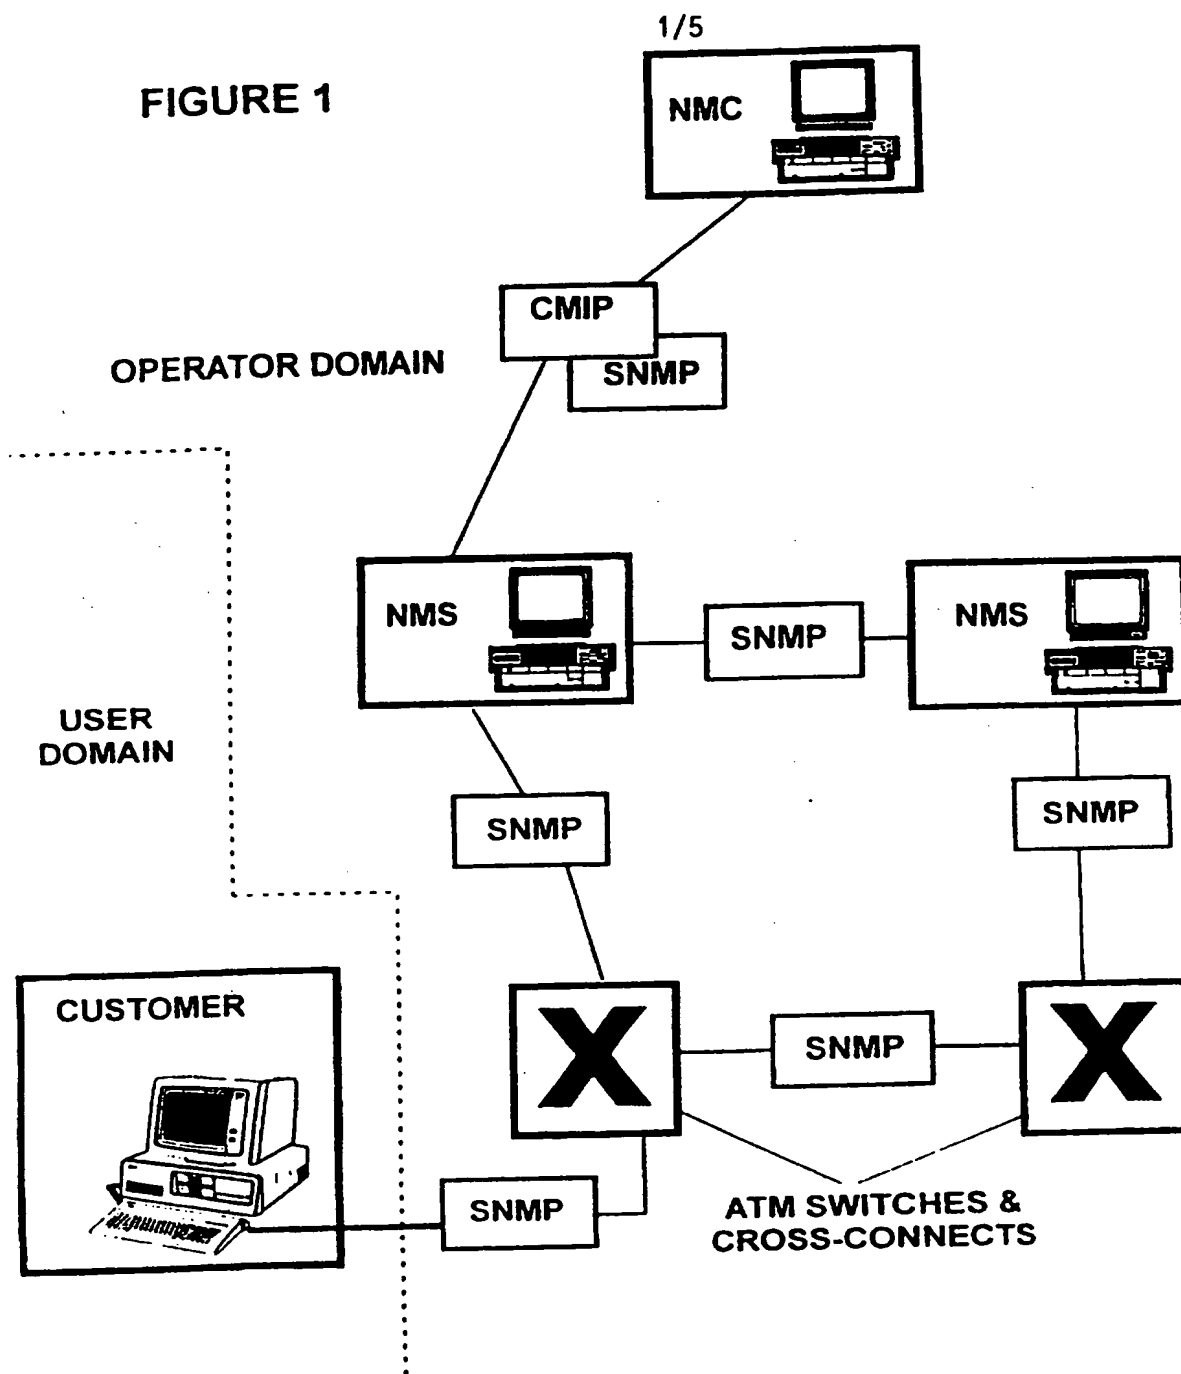 1/5
FIGURE 1
NMC
CMIP
SNMP
OPERATOR DOMAIN
NMS
SNMP
NMS
USER
DOMAIN
SNMP
SNMP
CUSTOMER
X
SNMP
X
SNMP
ATM SWITCHES &
CROSS-CONNECTS